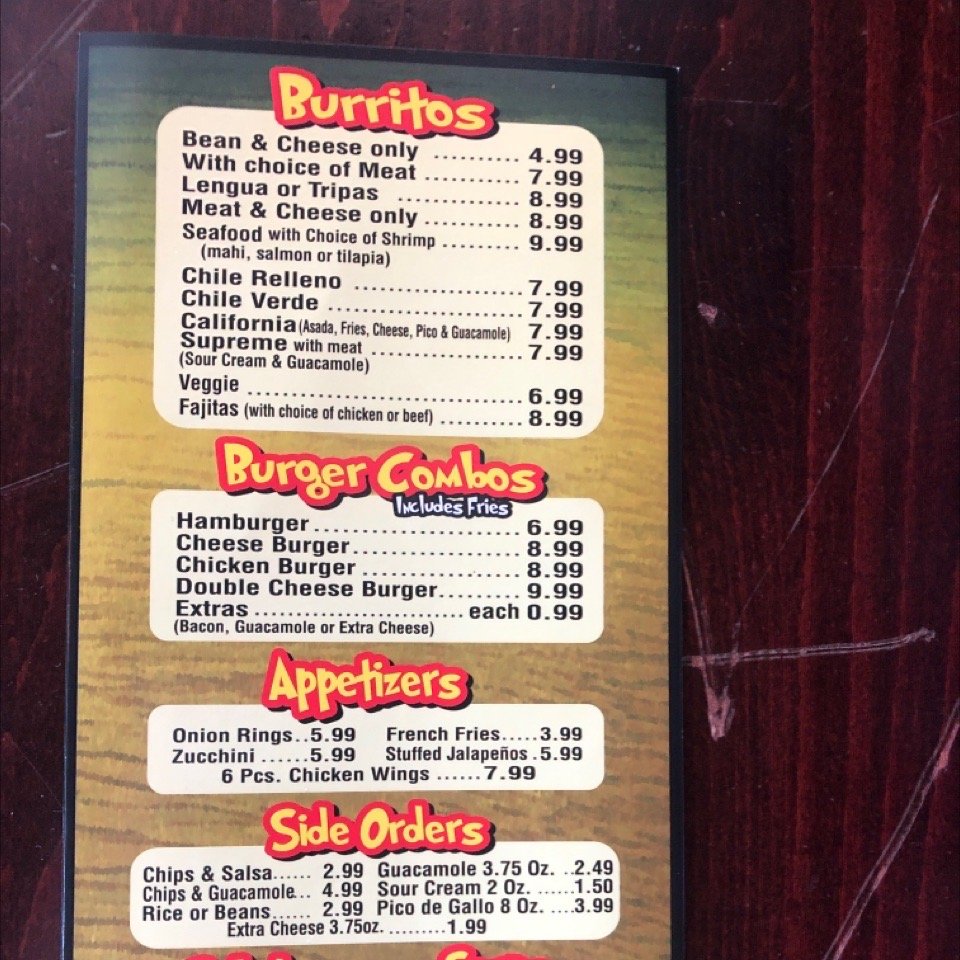 Burritos
Bean & Cheese only .......... 4.99
With choice of Meat ........... 7.99
Lengua or Tripas .............. 8.99
Meat & Cheese only ........... 8.99
Seafood with Choice of Shrimp ......... 9.99
(mahi, salmon or tilapia)
Chile Relleno .................... 7.99
Chile Verde ....................... 7.99
California (Asada, Fries, Cheese, Pico & Guacamole) 7.99
Supreme with meat .................. 7.99
(Sour Cream & Guacamole)
Veggie ................................ 6.99
Fajitas (with choice of chicken or beef) .......... 8.99
Burger Combos
Includes Fries
Hamburger ........................ 6.99
Cheese Burger.................... 8.99
Chicken Burger ................... 8.99
Double Cheese Burger......... 9.99
Extras ........................ each 0.99
(Bacon, Guacamole or Extra Cheese)
Appetizers
Onion Rings..5.99 French Fries.....3.99
Zucchini ......5.99 Stuffed Jalapeños .5.99
6 Pcs. Chicken Wings ......7.99
Side Orders
Chips & Salsa...... 2.99 Guacamole 3.75 Oz. ..2.49
Chips & Guacamole... 4.99 Sour Cream 2 Oz. ......1.50
Rice or Beans...... 2.99 Pico de Gallo 8 Oz. ....3.99
Extra Cheese 3.75oz. .........1.99